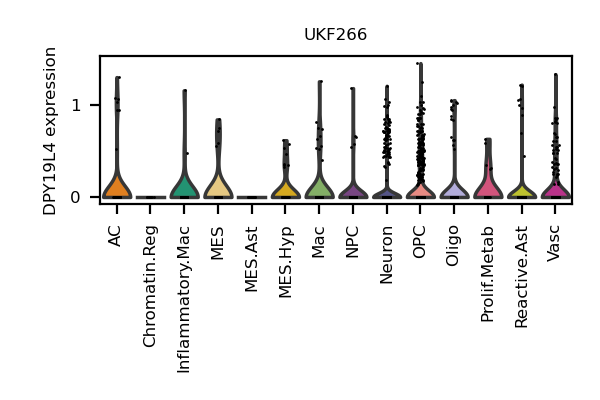 UKF266
DPY19L4 expression
1
0
AC
Chromatin.Reg
Inflammatory.Mac
MES
MES.Ast
MES.Hyp
Mac
NPC
Neuron
OPC
Oligo
Prolif.Metab
Reactive.Ast
Vasc